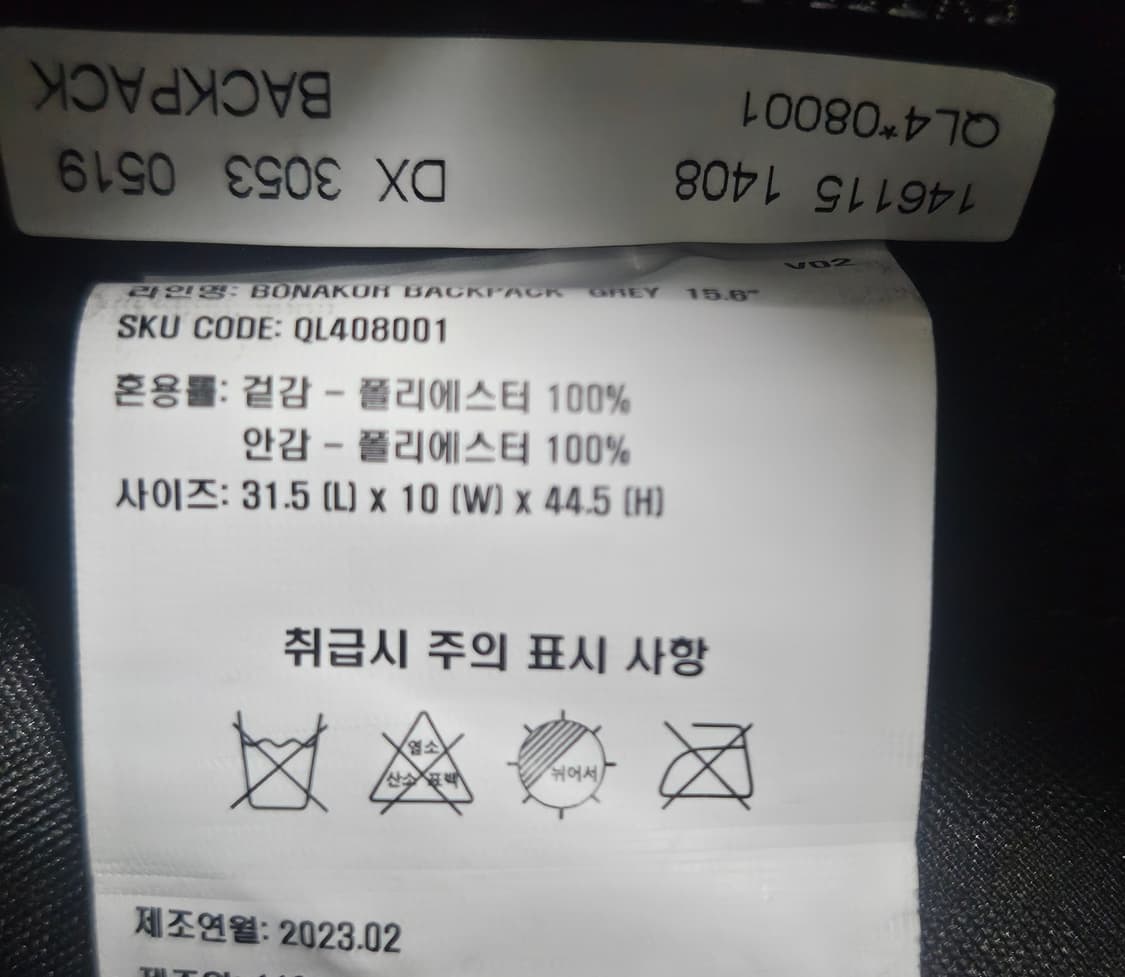 BACKPACK
QL4*08001
DX 3053 0519
146115 1408
V02
라인명: BONAKOR BACKPACK GREY 15.6"
SKU CODE: QL408001
혼용률: 겉감 - 폴리에스터 100%
안감 - 폴리에스터 100%
사이즈: 31.5 (L) x 10 (W) x 44.5 (H)
취급시 주의 표시 사항
염소
산소 표백
뉘어서
제조연월: 2023.02